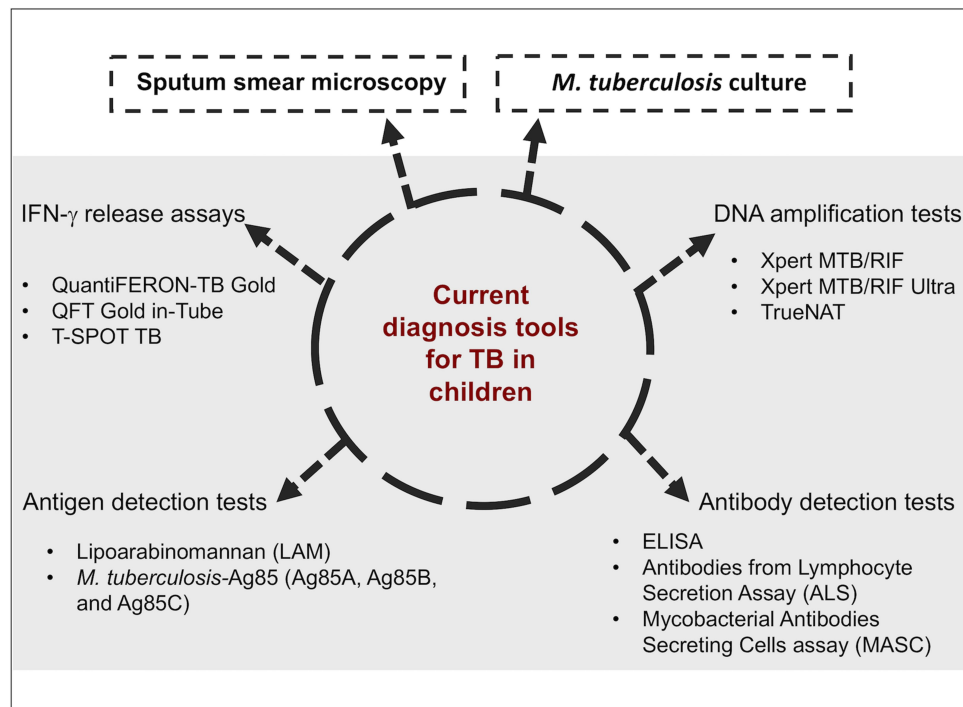 Sputum smear microscopy
M. tuberculosis culture
IFN-γ release assays
• QuantiFERON-TB Gold
• QFT Gold in-Tube
• T-SPOT TB
DNA amplification tests
• Xpert MTB/RIF
• Xpert MTB/RIF Ultra
• TrueNAT
Current
diagnosis tools
for TB in
children
Antigen detection tests
• Lipoarabinomannan (LAM)
• M. tuberculosis-Ag85 (Ag85A, Ag85B,
and Ag85C)
Antibody detection tests
• ELISA
• Antibodies from Lymphocyte
Secretion Assay (ALS)
• Mycobacterial Antibodies
Secreting Cells assay (MASC)